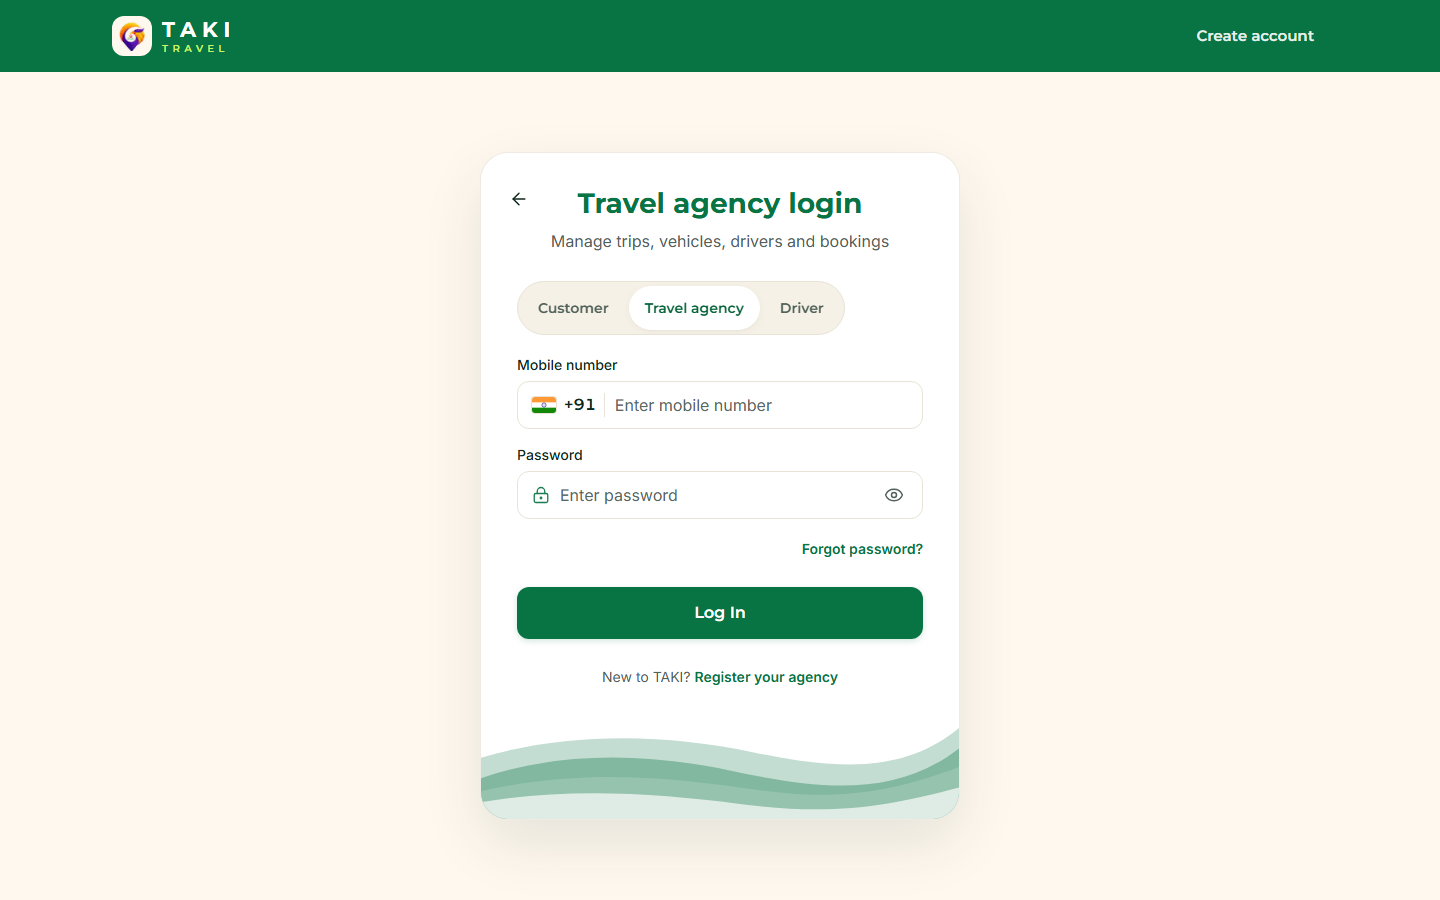 TAKI
TRAVEL
Create account
Travel agency login
Manage trips, vehicles, drivers and bookings
Customer
Travel agency
Driver
Mobile number
+91
Enter mobile number
Password
Enter password
Forgot password?
Log In
New to TAKI? Register your agency